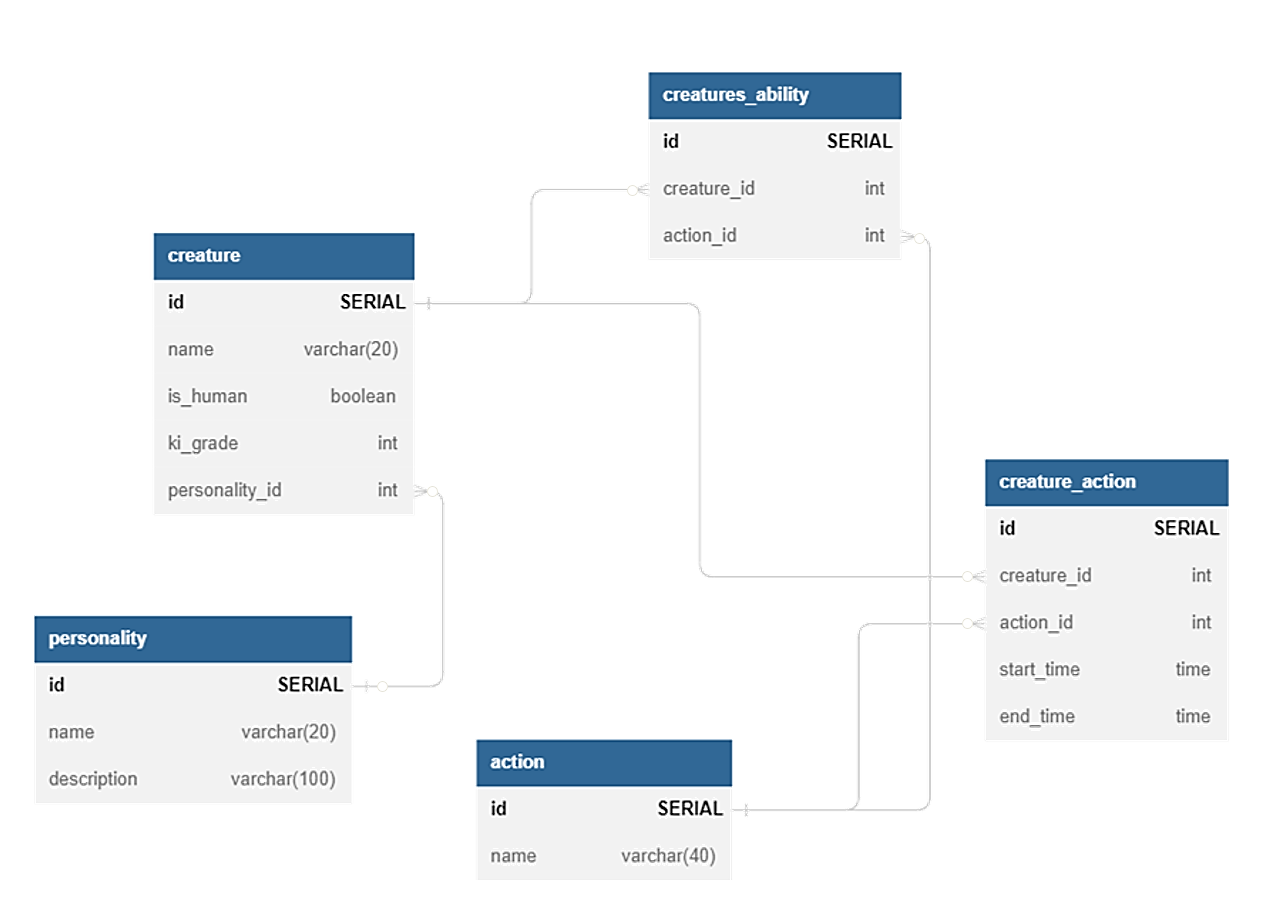 creatures_ability
id SERIAL
creature_id int
action_id int
creature
id SERIAL
name varchar(20)
is_human boolean
ki_grade int
personality_id int
creature_action
id SERIAL
creature_id int
action_id int
start_time time
end_time time
personality
id SERIAL
name varchar(20)
description varchar(100)
action
id SERIAL
name varchar(40)